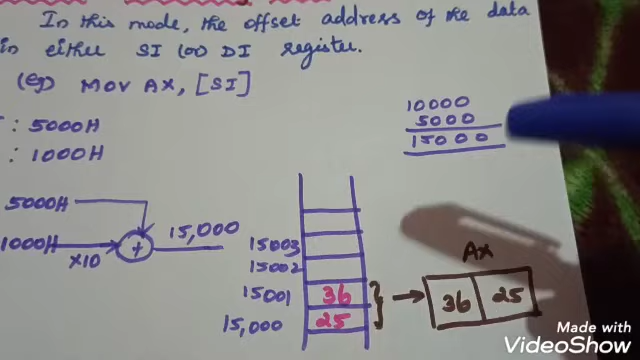 In this mode, the offset address of the data
in either SI (or) DI register.
(eg) MOV AX, [SI]
: 5000H
: 1000H
10000
5000
15000
5000H
1000H
×10
+
15,000
15003
15002
15001
36
15,000
25
AX
36
25
Made with
VideoShow